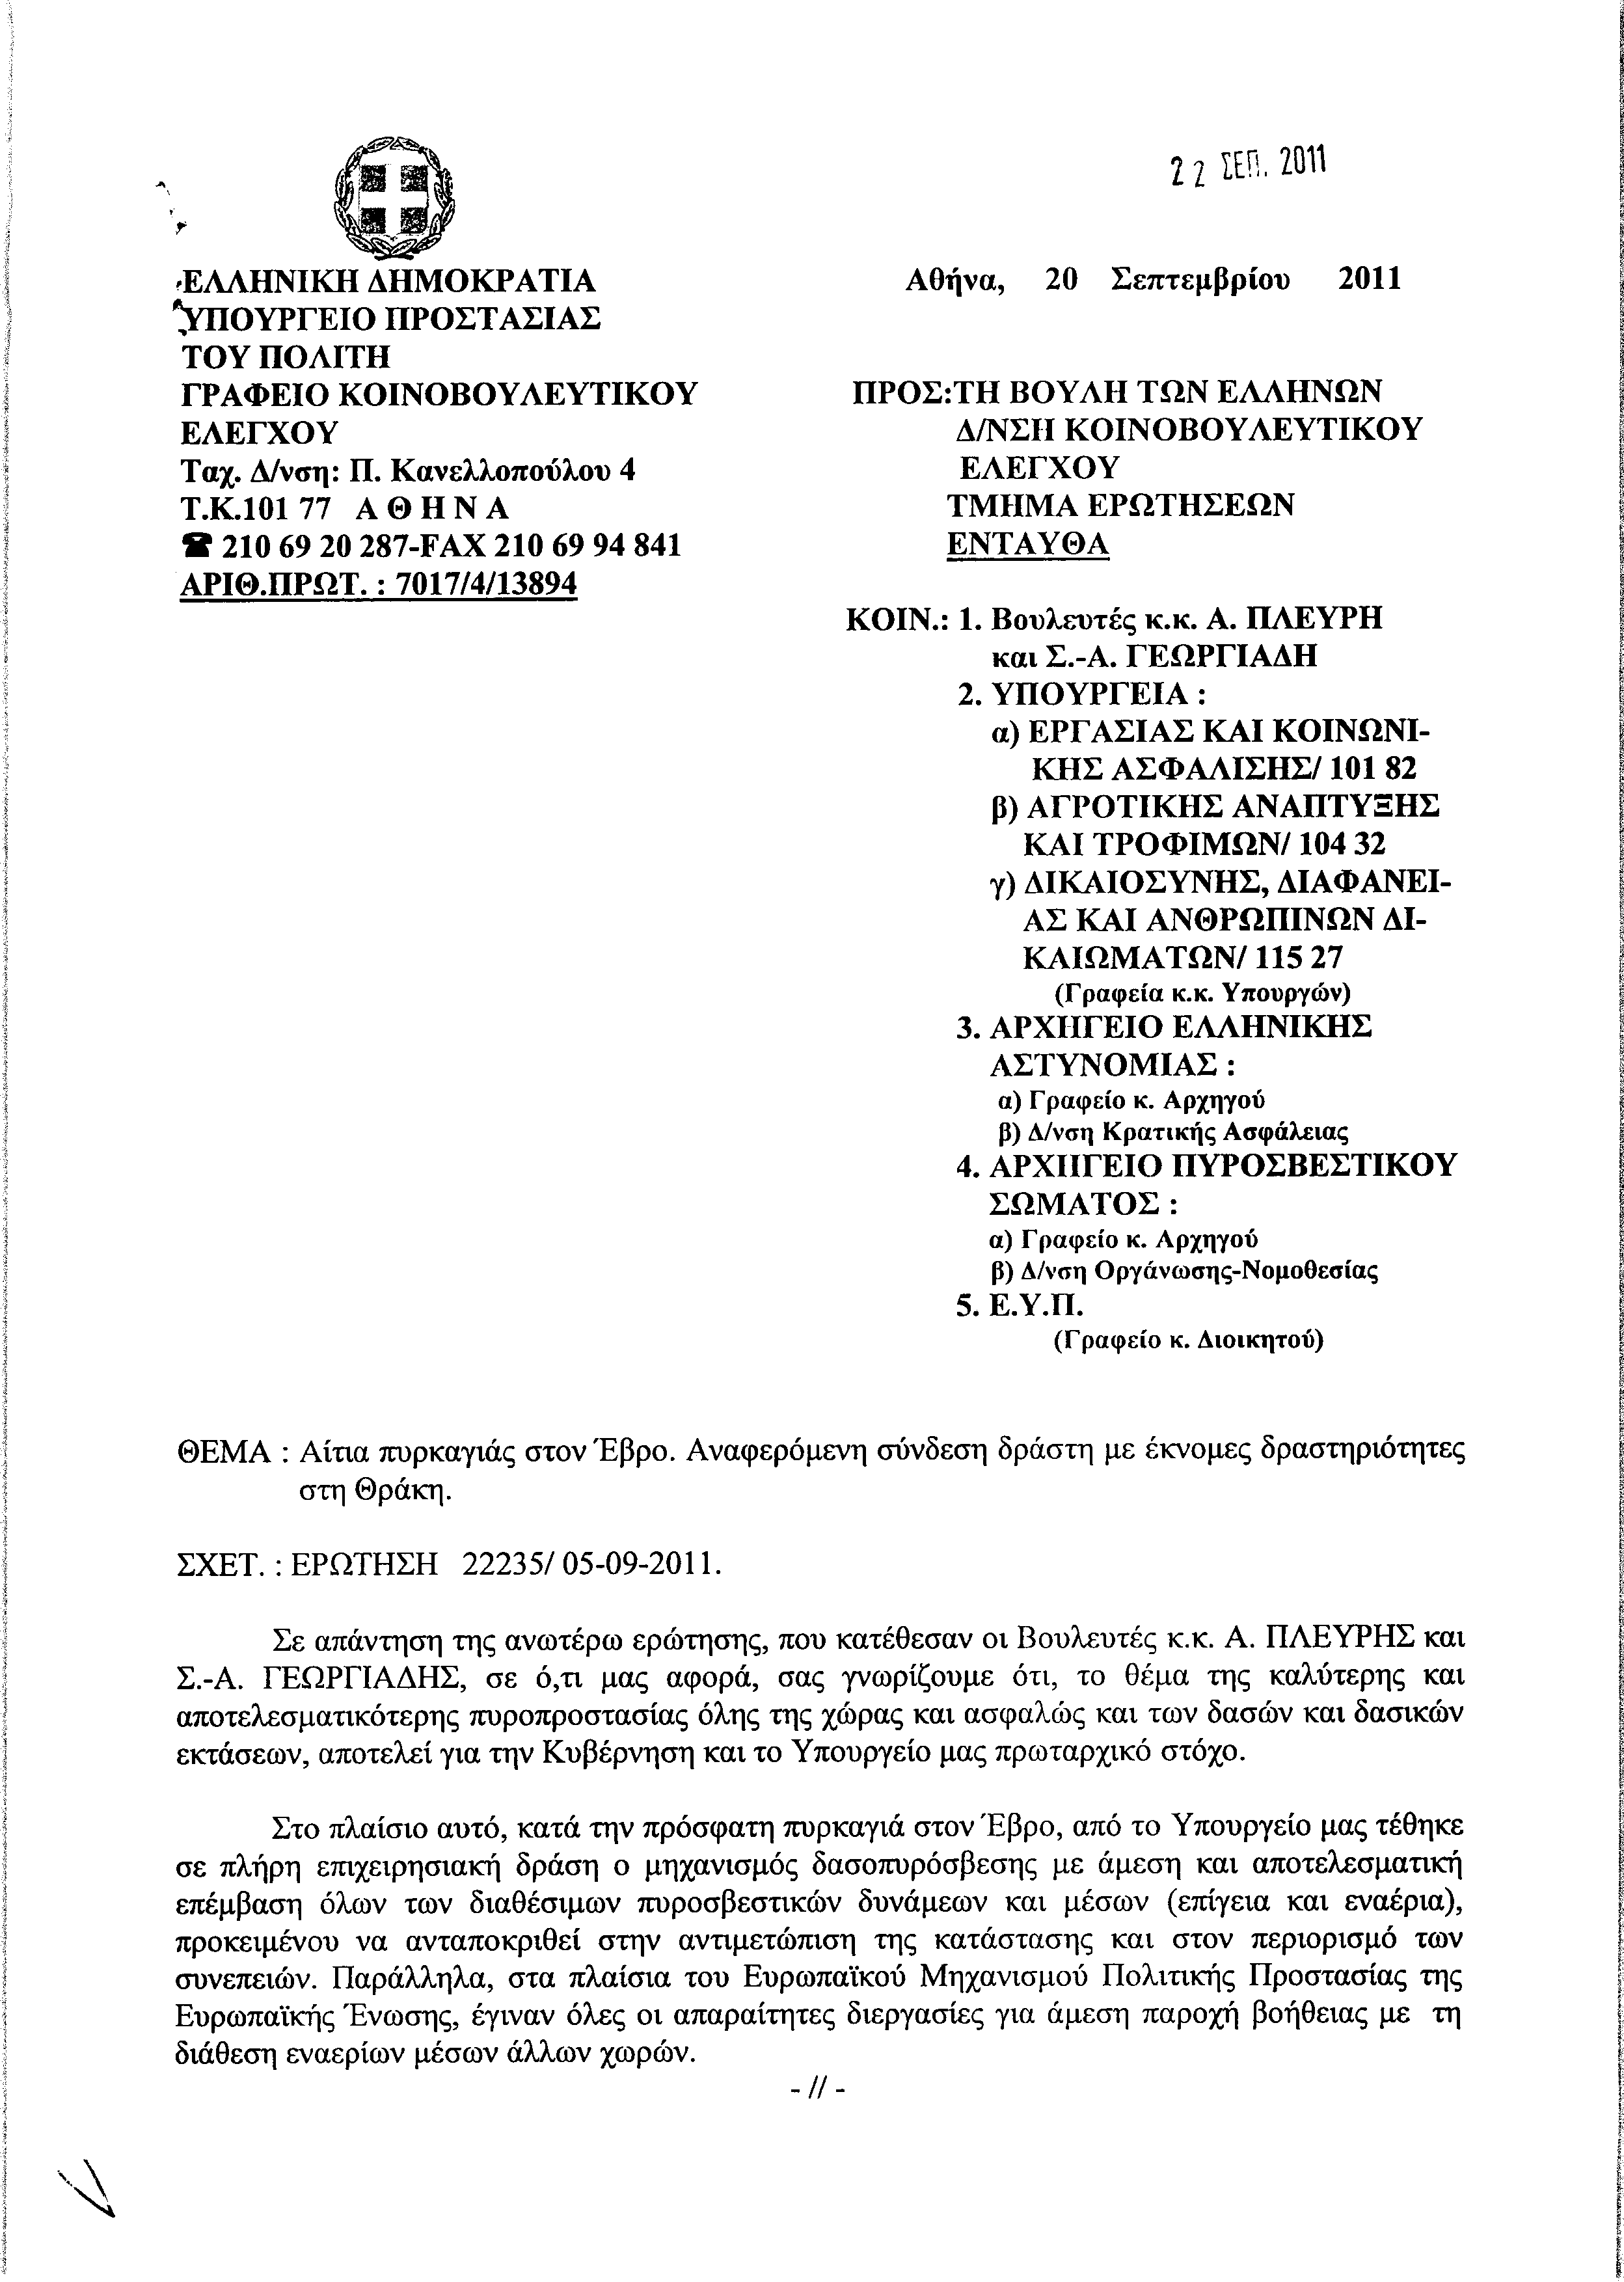 22 ΣΕΠ. 2011
ΕΛΛΗΝΙΚΗ ΔΗΜΟΚΡΑΤΙΑ
ΥΠΟΥΡΓΕΙΟ ΠΡΟΣΤΑΣΙΑΣ
ΤΟΥ ΠΟΛΙΤΗ
ΓΡΑΦΕΙΟ ΚΟΙΝΟΒΟΥΛΕΥΤΙΚΟΥ
ΕΛΕΓΧΟΥ
Ταχ. Δ/νση: Π. Κανελλοπούλου 4
Τ.Κ.101 77 Α Θ Η Ν Α
☎ 210 69 20 287-FAX 210 69 94 841
ΑΡΙΘ.ΠΡΩΤ. : 7017/4/13894
Αθήνα, 20 Σεπτεμβρίου 2011
ΠΡΟΣ:ΤΗ ΒΟΥΛΗ ΤΩΝ ΕΛΛΗΝΩΝ
Δ/ΝΣΗ ΚΟΙΝΟΒΟΥΛΕΥΤΙΚΟΥ
ΕΛΕΓΧΟΥ
ΤΜΗΜΑ ΕΡΩΤΗΣΕΩΝ
ΕΝΤΑΥΘΑ
ΚΟΙΝ.: 1. Βουλευτές κ.κ. Α. ΠΛΕΥΡΗ
και Σ.-Α. ΓΕΩΡΓΙΑΔΗ
2. ΥΠΟΥΡΓΕΙΑ :
α) ΕΡΓΑΣΙΑΣ ΚΑΙ ΚΟΙΝΩΝΙ-
ΚΗΣ ΑΣΦΑΛΙΣΗΣ/ 101 82
β) ΑΓΡΟΤΙΚΗΣ ΑΝΑΠΤΥΞΗΣ
ΚΑΙ ΤΡΟΦΙΜΩΝ/ 104 32
γ) ΔΙΚΑΙΟΣΥΝΗΣ, ΔΙΑΦΑΝΕΙ-
ΑΣ ΚΑΙ ΑΝΘΡΩΠΙΝΩΝ ΔΙ-
ΚΑΙΩΜΑΤΩΝ/ 115 27
(Γραφεία κ.κ. Υπουργών)
3. ΑΡΧΗΓΕΙΟ ΕΛΛΗΝΙΚΗΣ
ΑΣΤΥΝΟΜΙΑΣ :
α) Γραφείο κ. Αρχηγού
β) Δ/νση Κρατικής Ασφάλειας
4. ΑΡΧΗΓΕΙΟ ΠΥΡΟΣΒΕΣΤΙΚΟΥ
ΣΩΜΑΤΟΣ :
α) Γραφείο κ. Αρχηγού
β) Δ/νση Οργάνωσης-Νομοθεσίας
5. Ε.Υ.Π.
(Γραφείο κ. Διοικητού)
ΘΕΜΑ : Αίτια πυρκαγιάς στον Έβρο. Αναφερόμενη σύνδεση δράστη με έκνομες δραστηριότητες
στη Θράκη.
ΣΧΕΤ. : ΕΡΩΤΗΣΗ 22235/ 05-09-2011.
Σε απάντηση της ανωτέρω ερώτησης, που κατέθεσαν οι Βουλευτές κ.κ. Α. ΠΛΕΥΡΗΣ και
Σ.-Α. ΓΕΩΡΓΙΑΔΗΣ, σε ό,τι μας αφορά, σας γνωρίζουμε ότι, το θέμα της καλύτερης και
αποτελεσματικότερης πυροπροστασίας όλης της χώρας και ασφαλώς και των δασών και δασικών
εκτάσεων, αποτελεί για την Κυβέρνηση και το Υπουργείο μας πρωταρχικό στόχο.
Στο πλαίσιο αυτό, κατά την πρόσφατη πυρκαγιά στον Έβρο, από το Υπουργείο μας τέθηκε
σε πλήρη επιχειρησιακή δράση ο μηχανισμός δασοπυρόσβεσης με άμεση και αποτελεσματική
επέμβαση όλων των διαθέσιμων πυροσβεστικών δυνάμεων και μέσων (επίγεια και εναέρια),
προκειμένου να ανταποκριθεί στην αντιμετώπιση της κατάστασης και στον περιορισμό των
συνεπειών. Παράλληλα, στα πλαίσια του Ευρωπαϊκού Μηχανισμού Πολιτικής Προστασίας της
Ευρωπαϊκής Ένωσης, έγιναν όλες οι απαραίτητες διεργασίες για άμεση παροχή βοήθειας με τη
διάθεση εναερίων μέσων άλλων χωρών.
- // -